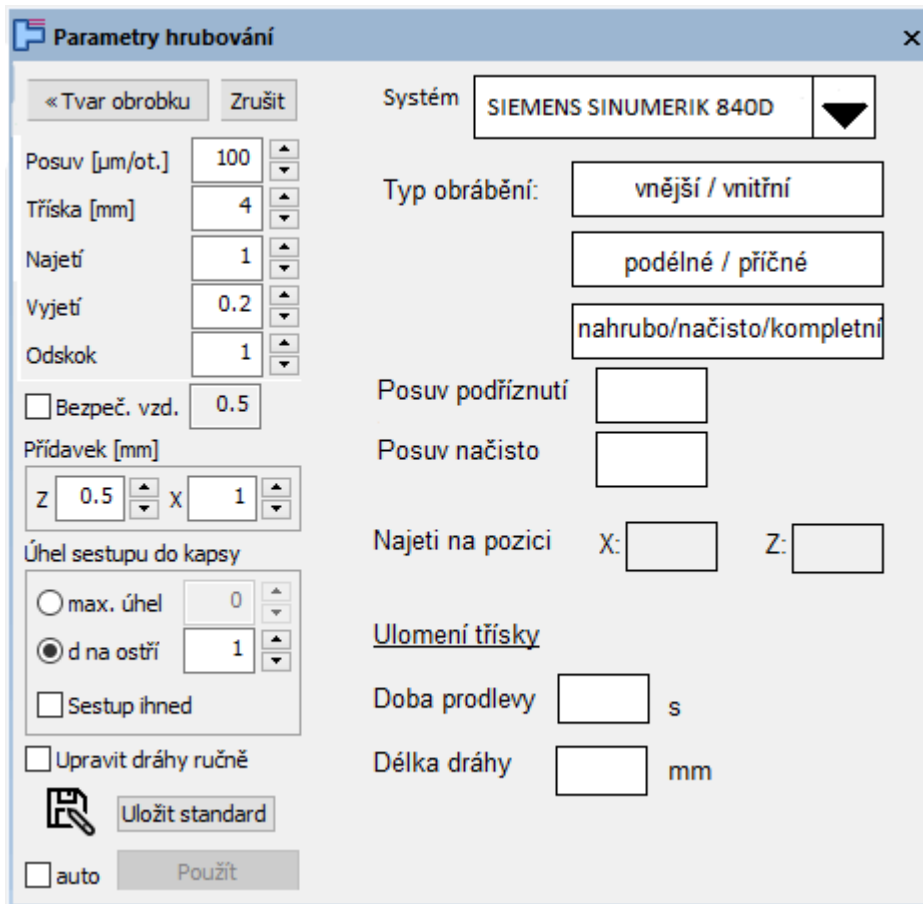 Parametry hrubování
« Tvar obrobku Zrušit
Posuv [µm/ot.] 100
Tříska [mm] 4
Najetí 1
Vyjetí 0.2
Odskok 1
Bezpeč. vzd. 0.5
Přídavek [mm]
Z 0.5 X 1
Úhel sestupu do kapsy
max. úhel 0
d na ostří 1
Sestup ihned
Upravit dráhy ručně
Uložit standard
auto Použít
Systém SIEMENS SINUMERIK 840D
Typ obrábění: vnější / vnitřní
podélné / příčné
nahrubo/načisto/kompletní
Posuv podříznutí
Posuv načisto
Najeti na pozici X: Z:
Ulomení třísky
Doba prodlevy s
Délka dráhy mm